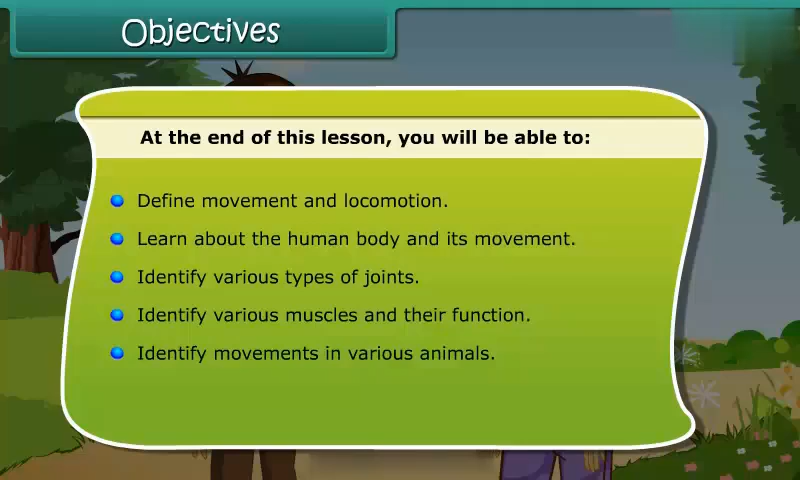 Objectives
At the end of this lesson, you will be able to:
Define movement and locomotion.
Learn about the human body and its movement.
Identify various types of joints.
Identify various muscles and their function.
Identify movements in various animals.